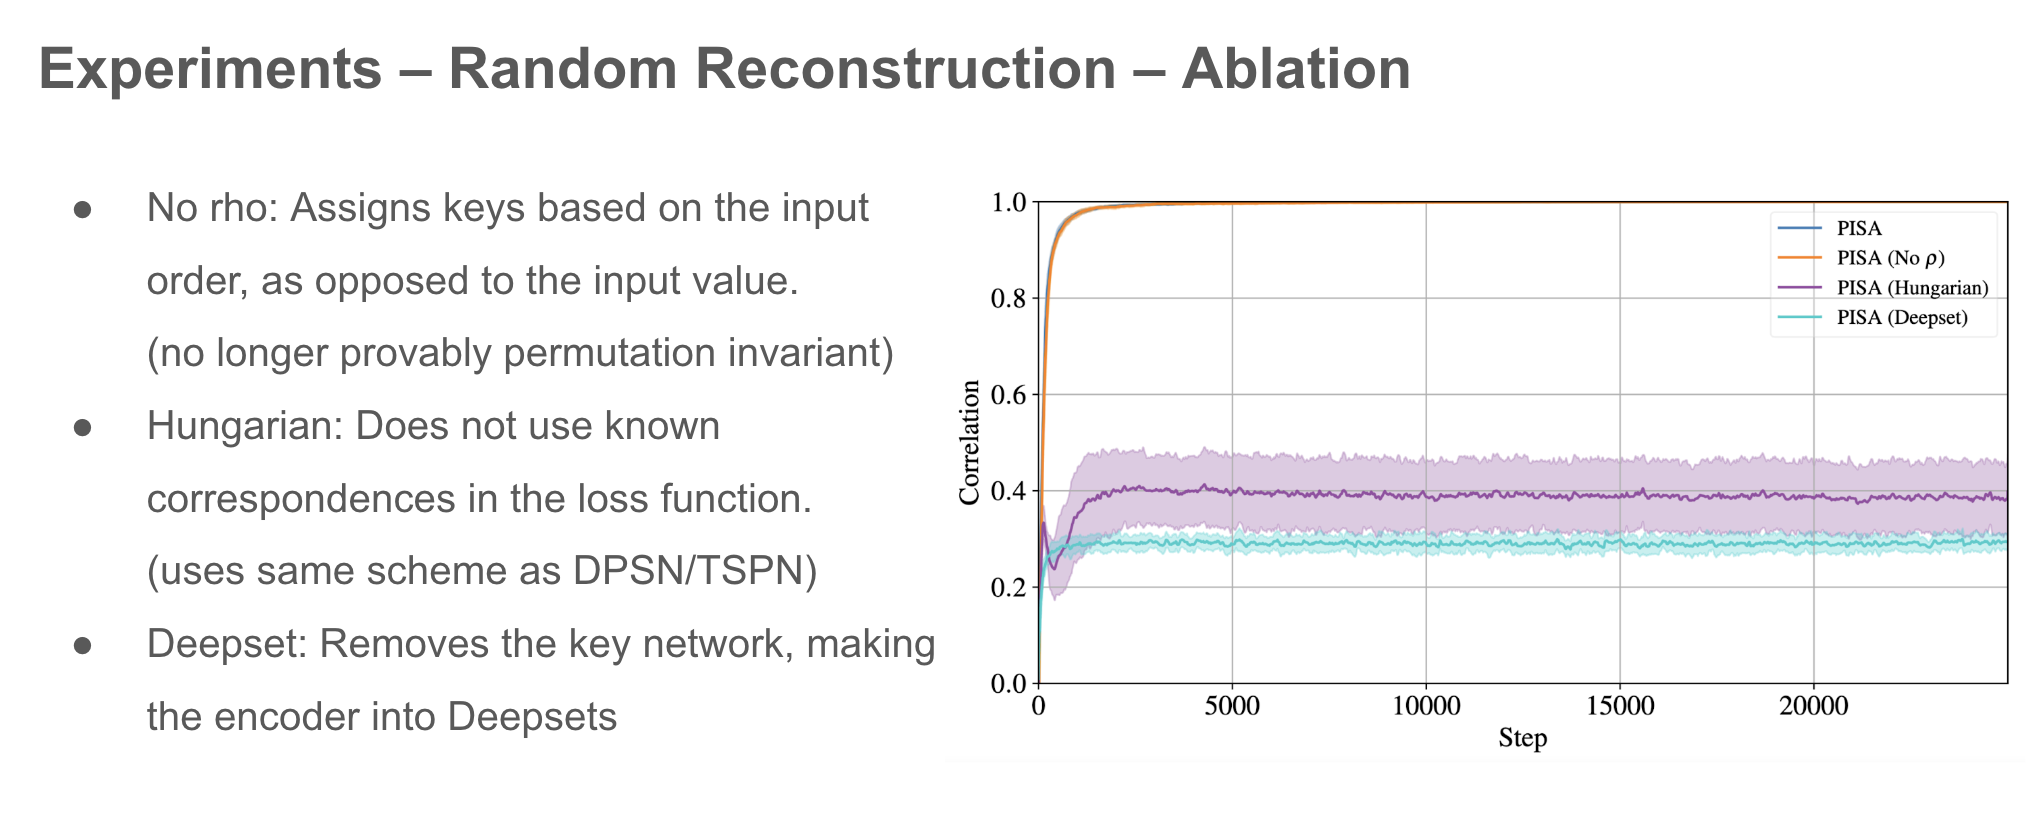 Experiments – Random Reconstruction – Ablation
● No rho: Assigns keys based on the input
order, as opposed to the input value.
(no longer provably permutation invariant)
● Hungarian: Does not use known
correspondences in the loss function.
(uses same scheme as DPSN/TSPN)
● Deepset: Removes the key network, making
the encoder into Deepsets
1.0
0.8
0.6
0.4
0.2
0.0
Correlation
PISA
PISA (No ρ)
PISA (Hungarian)
PISA (Deepset)
0 5000 10000 15000 20000
Step